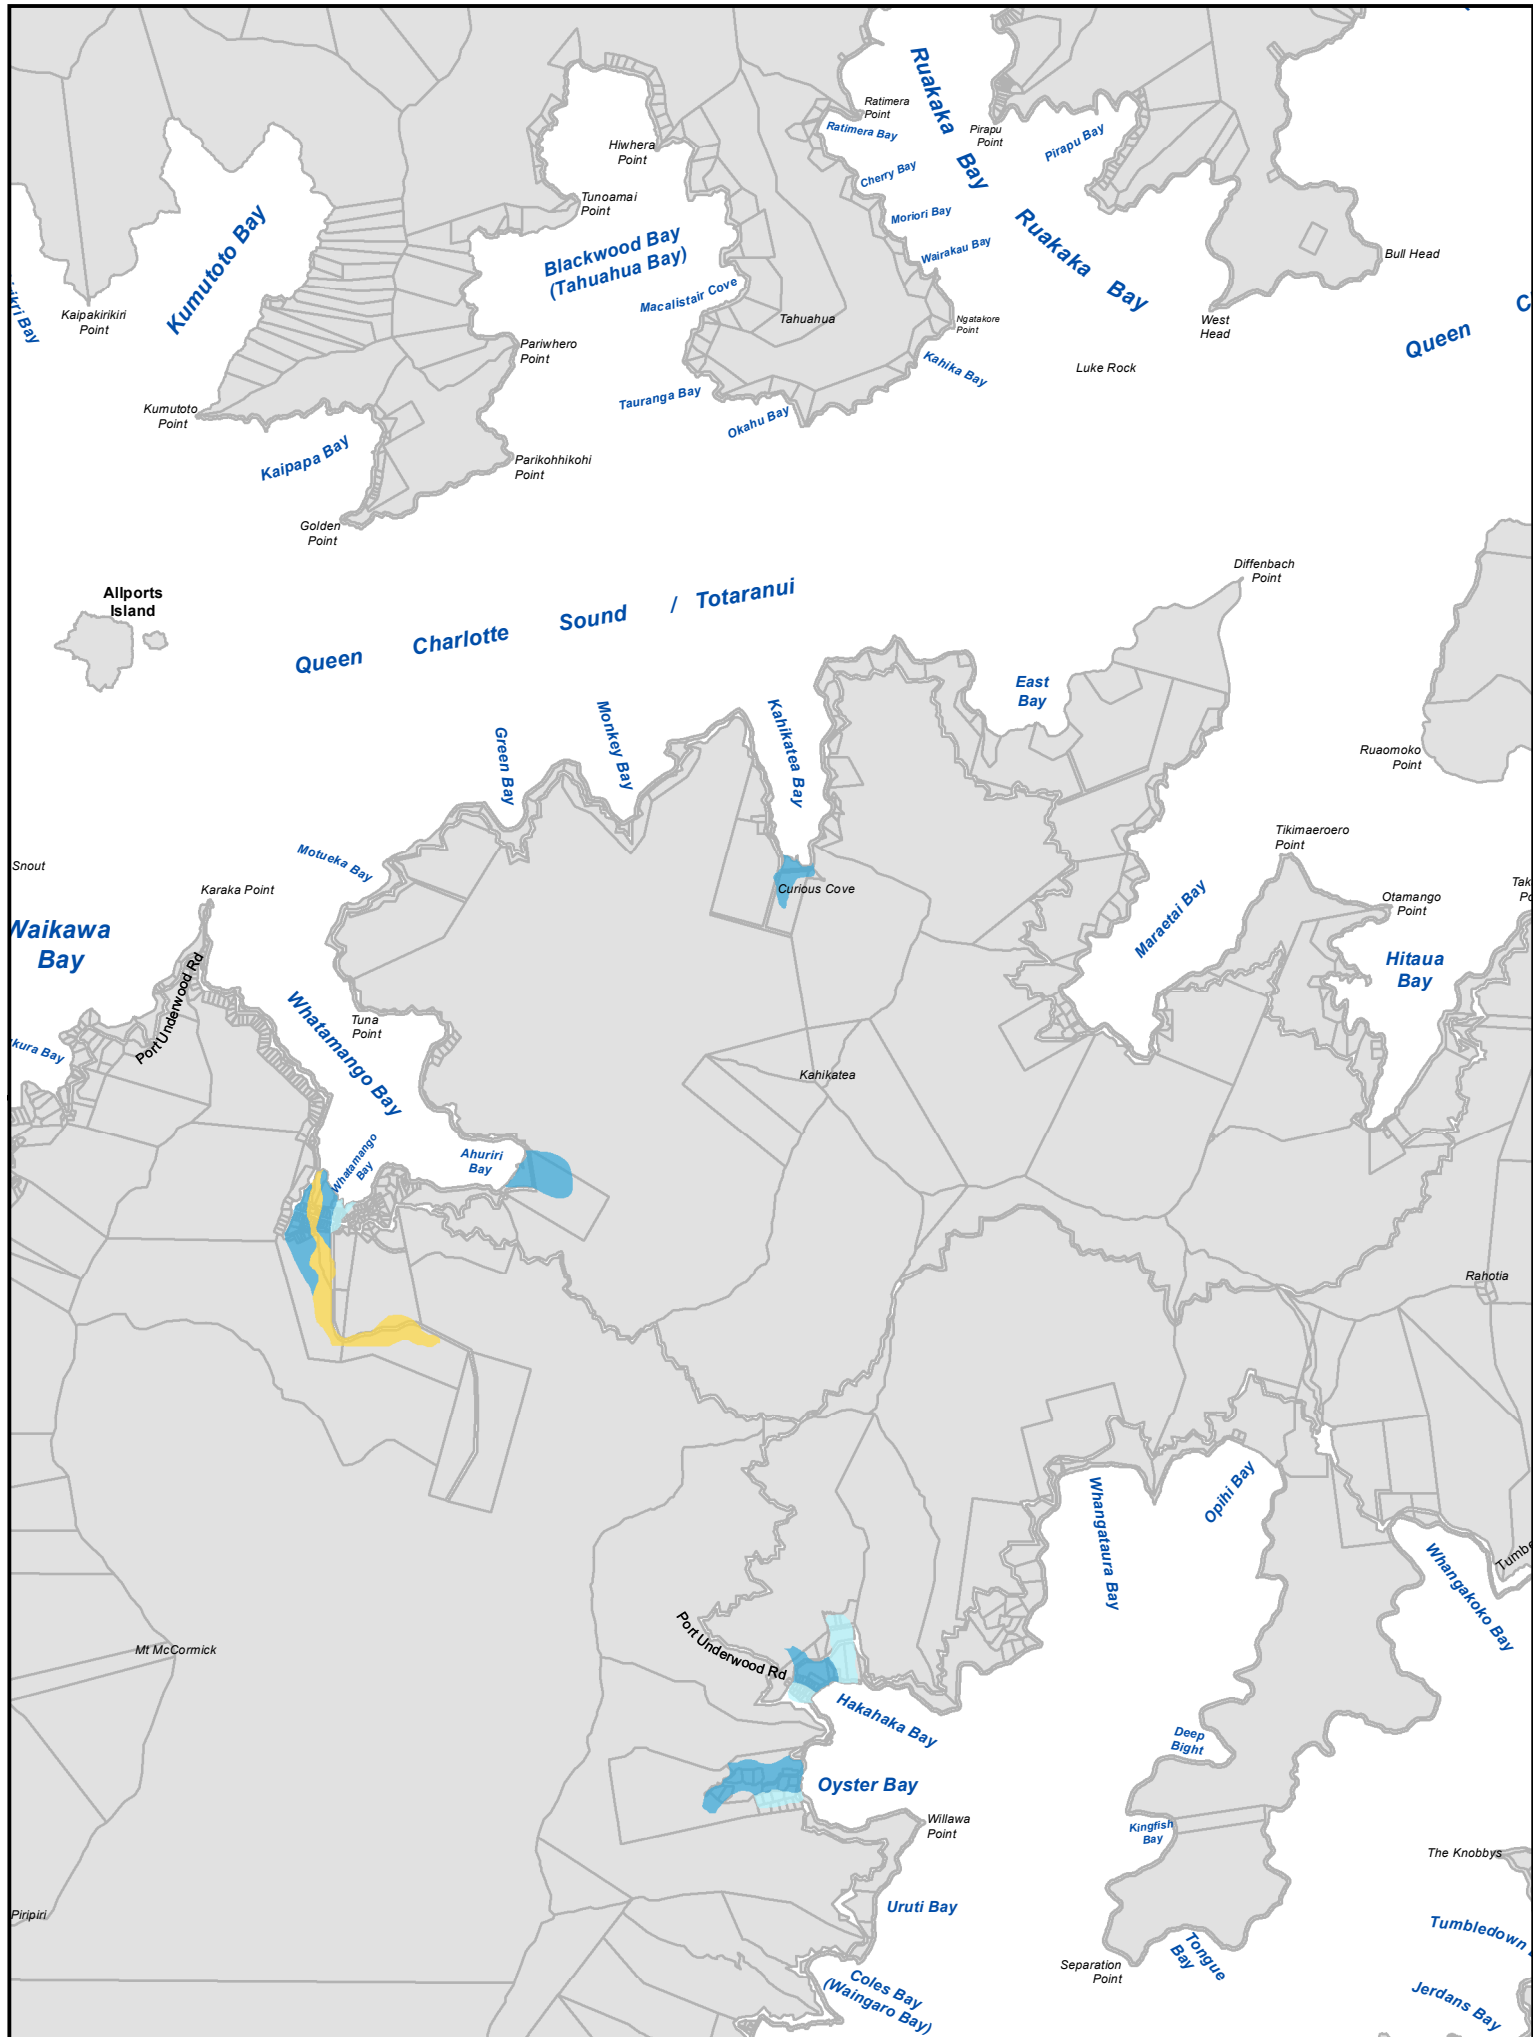 Ruakaka
Bay
Ratimera
Point
Ratimera Bay
Pirapu
Point
Pirapu Bay
Hiwhera
Point
Cherry Bay
Tunoamai
Point
Moriori Bay
Ruakaka
Bay
Kumutoto Bay
Blackwood Bay
(Tahuahua Bay)
Wairakau Bay
Bull Head
Macalistair Cove
Kaipakirikiri
Point
Tahuahua
Ngatakore
Point
West
Head
Queen
Pariwhero
Point
Kahika Bay
Luke Rock
Tauranga Bay
Kumutoto
Point
Okahu Bay
Kaipapa Bay
Parikohhikohi
Point
Golden
Point
Diffenbach
Point
Allports
Island
Queen Charlotte Sound / Totaranui
East
Bay
Kahikatea Bay
Monkey Bay
Green Bay
Ruaomoko
Point
Tikimaeroero
Point
Motueka Bay
Snout
Karaka Point
Curious Cove
Otamango
Point
Maraetai Bay
Waikawa
Bay
Port Underwood Rd
Hitaua
Bay
Whatamango Bay
Tuna
Point
Kahikatea
Whatamango
Bay
Ahuriri
Bay
Rahotia
Whangataura Bay
Opihi Bay
Whangakoko Bay
Port Underwood Rd
Mt McCormick
Hakahaka Bay
Deep
Bight
Oyster Bay
Willawa
Point
Kingfish
Bay
The Knobbys
Uruti Bay
Piripiri
Tumbledown
Separation
Point
Tongue
Bay
Coles Bay
(Waingaro Bay)
Jerdans Bay